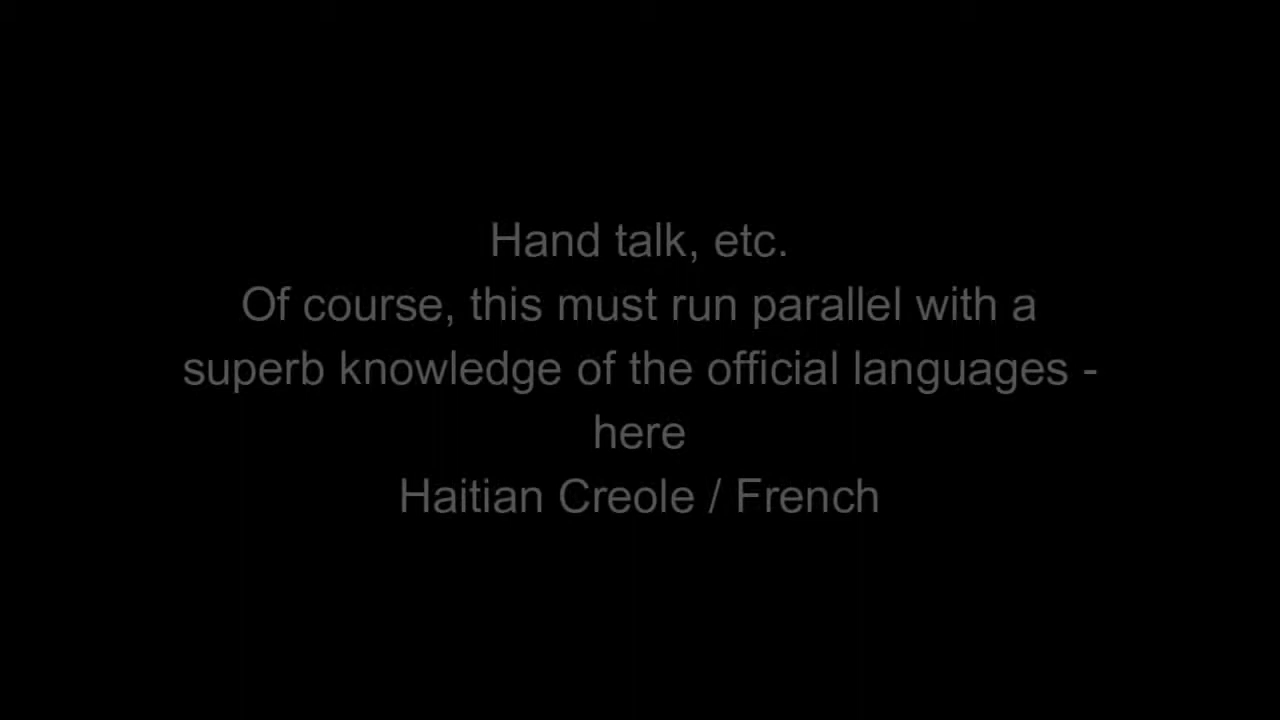 Hand talk, etc.
Of course, this must run parallel with a
superb knowledge of the official languages -
here
Haitian Creole / French